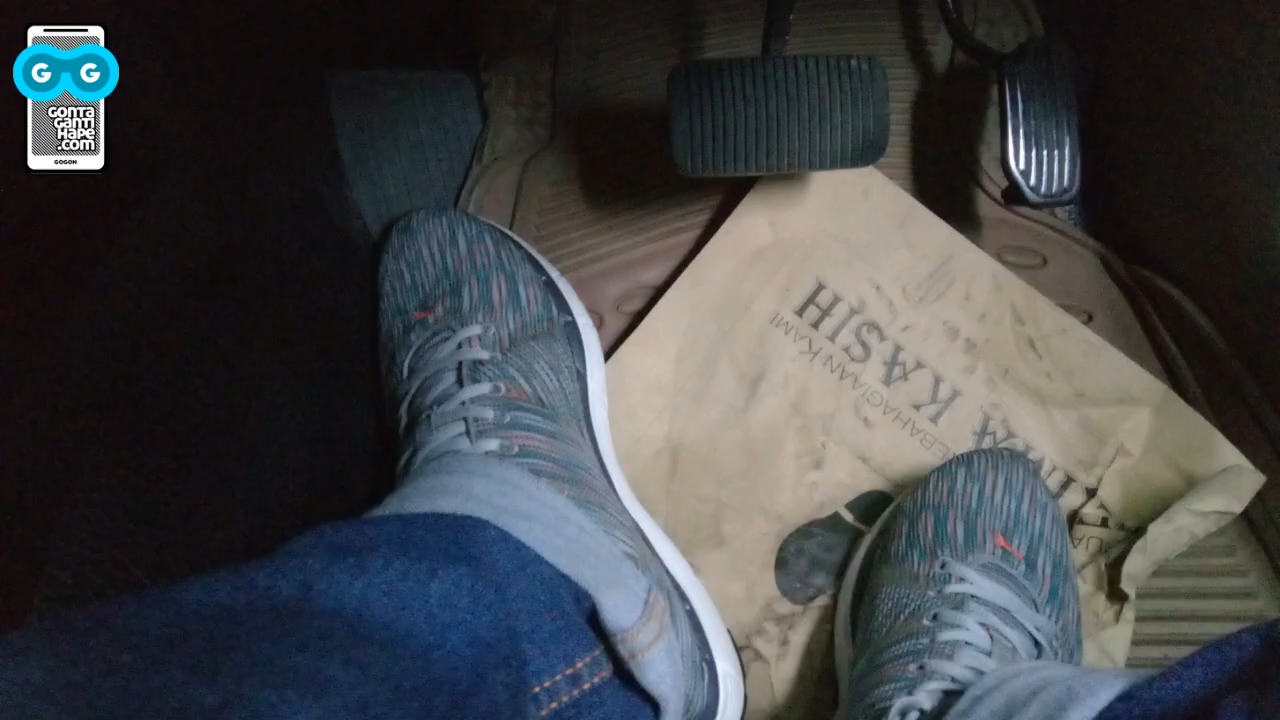 G G
GONTA
GANTI
HAPE
.com
GOGON
KASIH
KEBAHAGIAAN KAMI